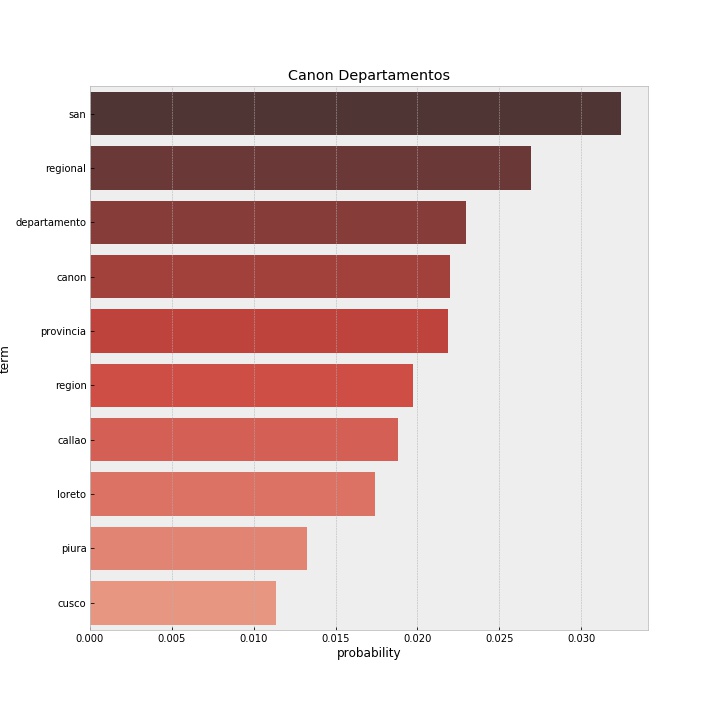 Canon Departamentos
san
regional
departamento
canon
provincia
region
callao
loreto
piura
cusco
term
0.000 0.005 0.010 0.015 0.020 0.025 0.030
probability